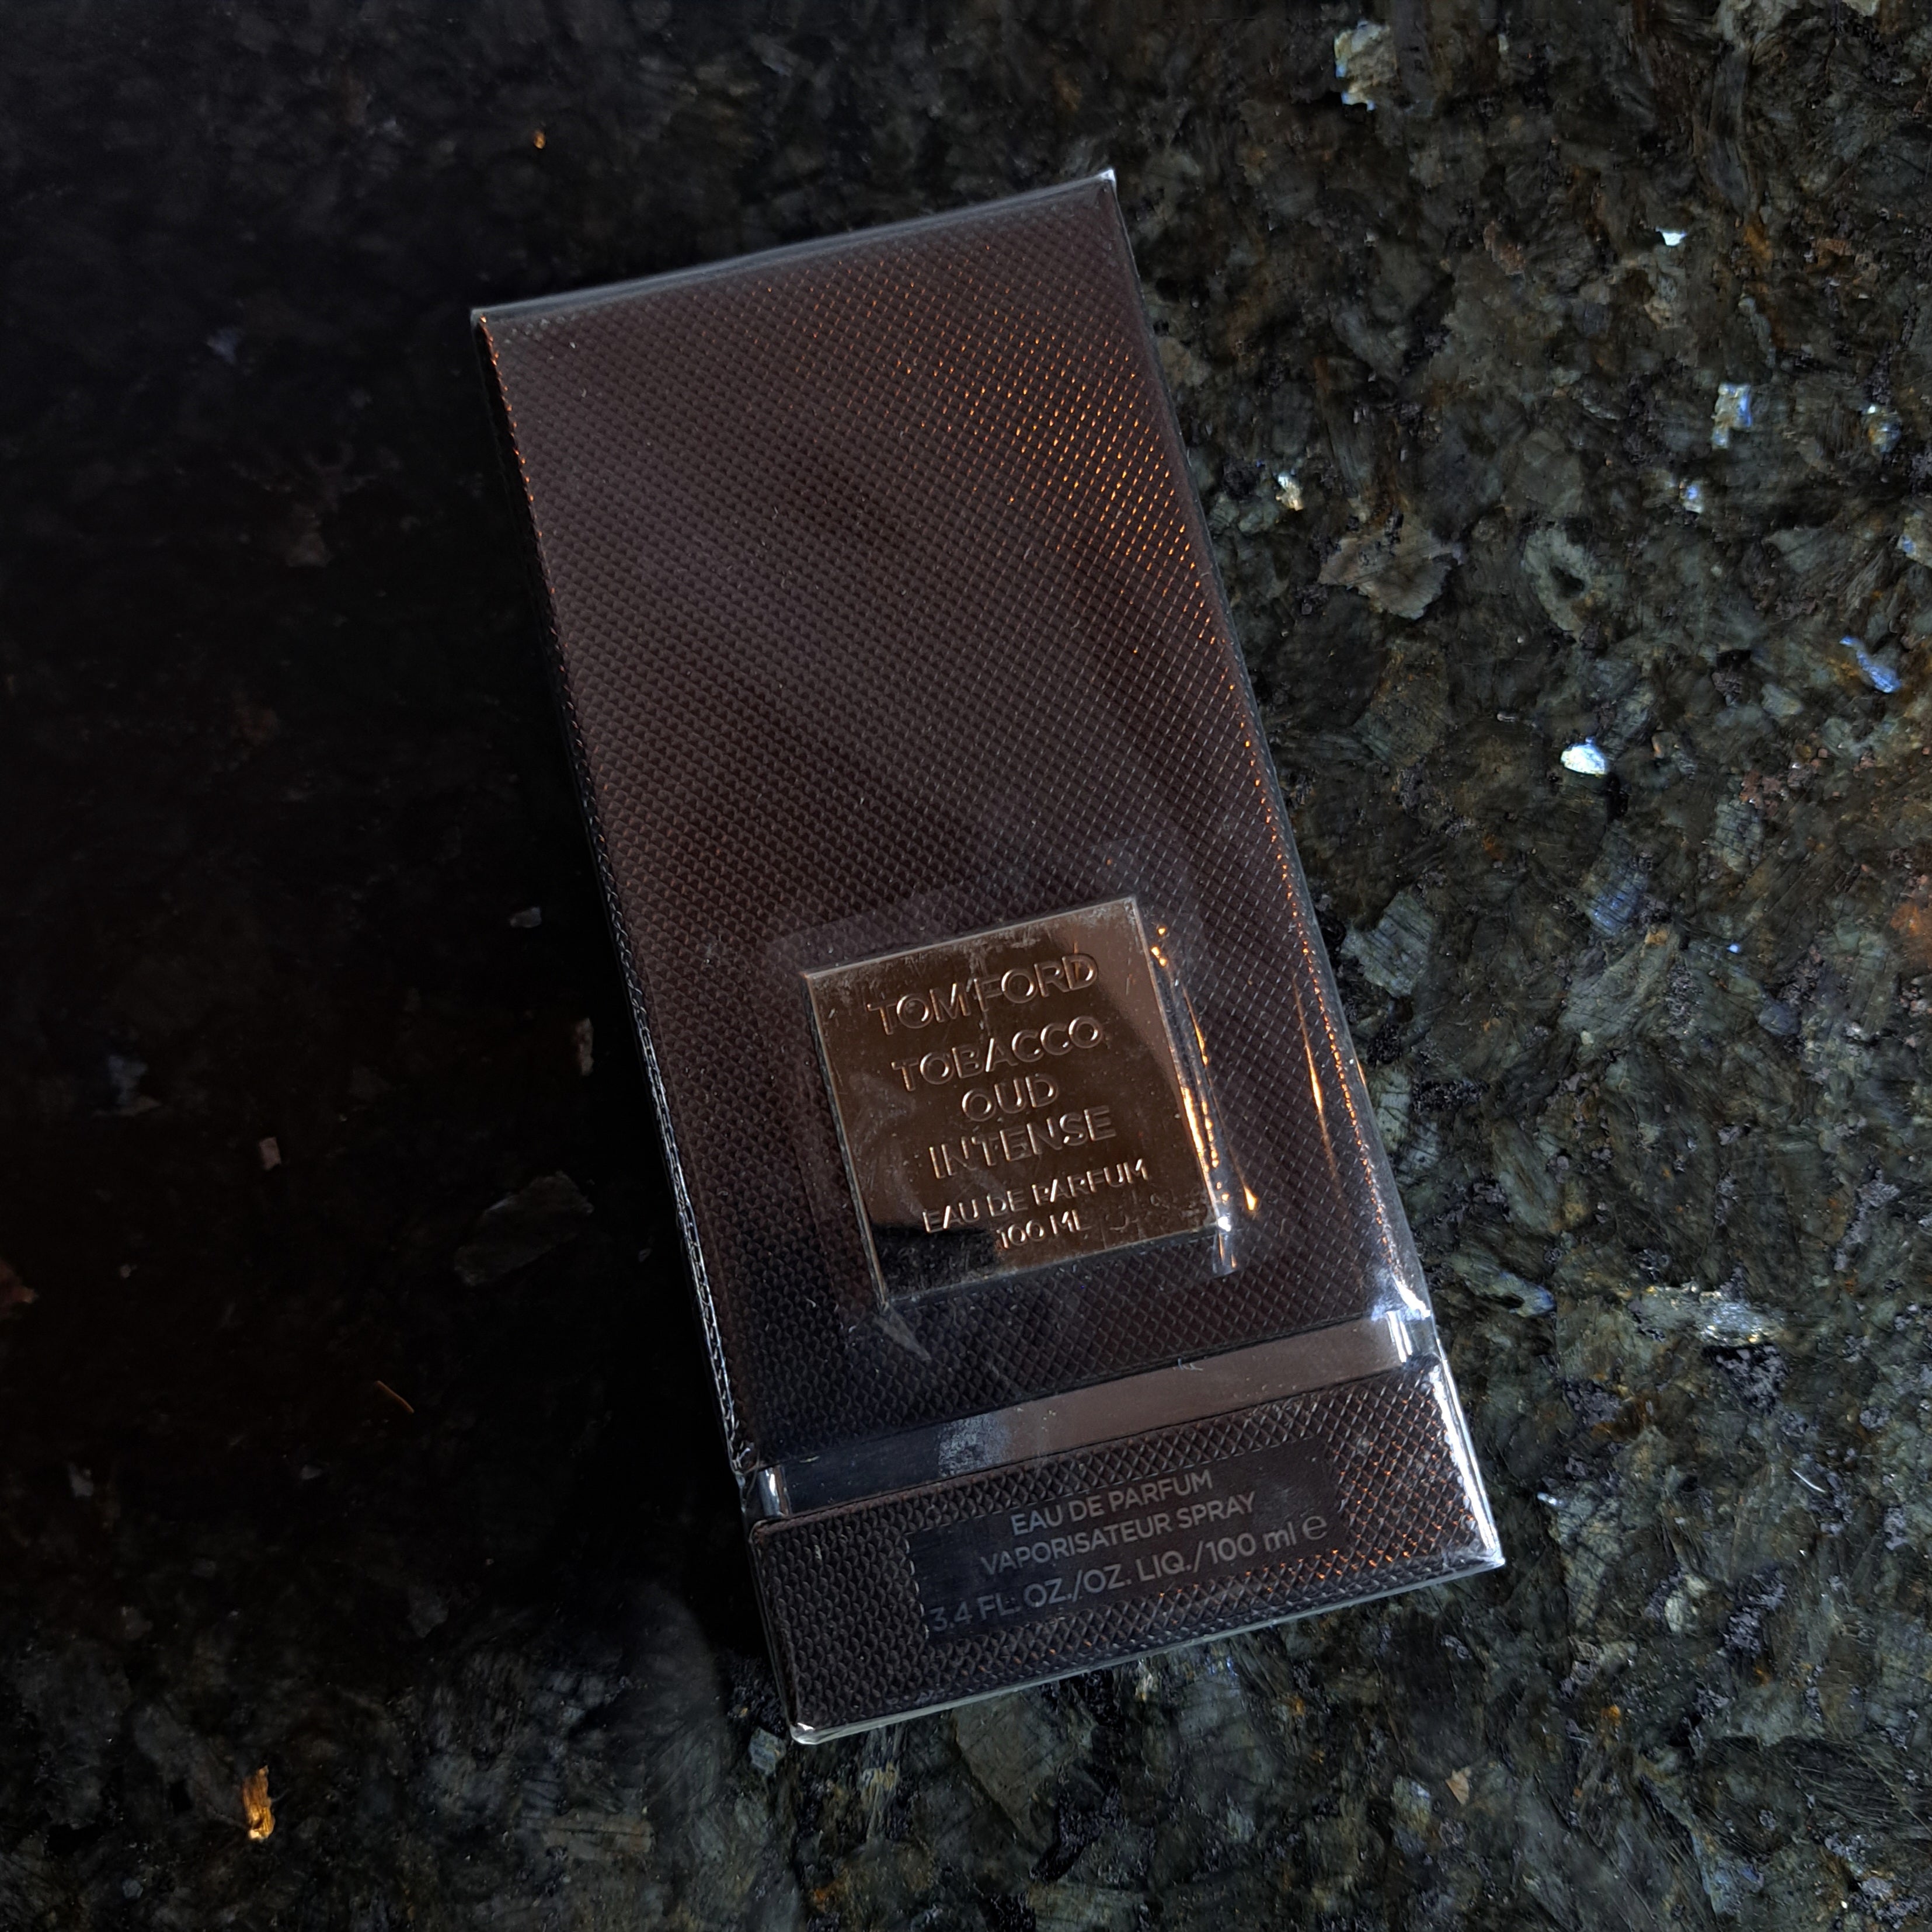 TOM FORD
TOBACCO
OUD
INTENSE
EAU DE PARFUM
100 ML
EAU DE PARFUM
VAPORISATEUR SPRAY
3.4 FL. OZ./OZ. LIQ./100 ml ℮